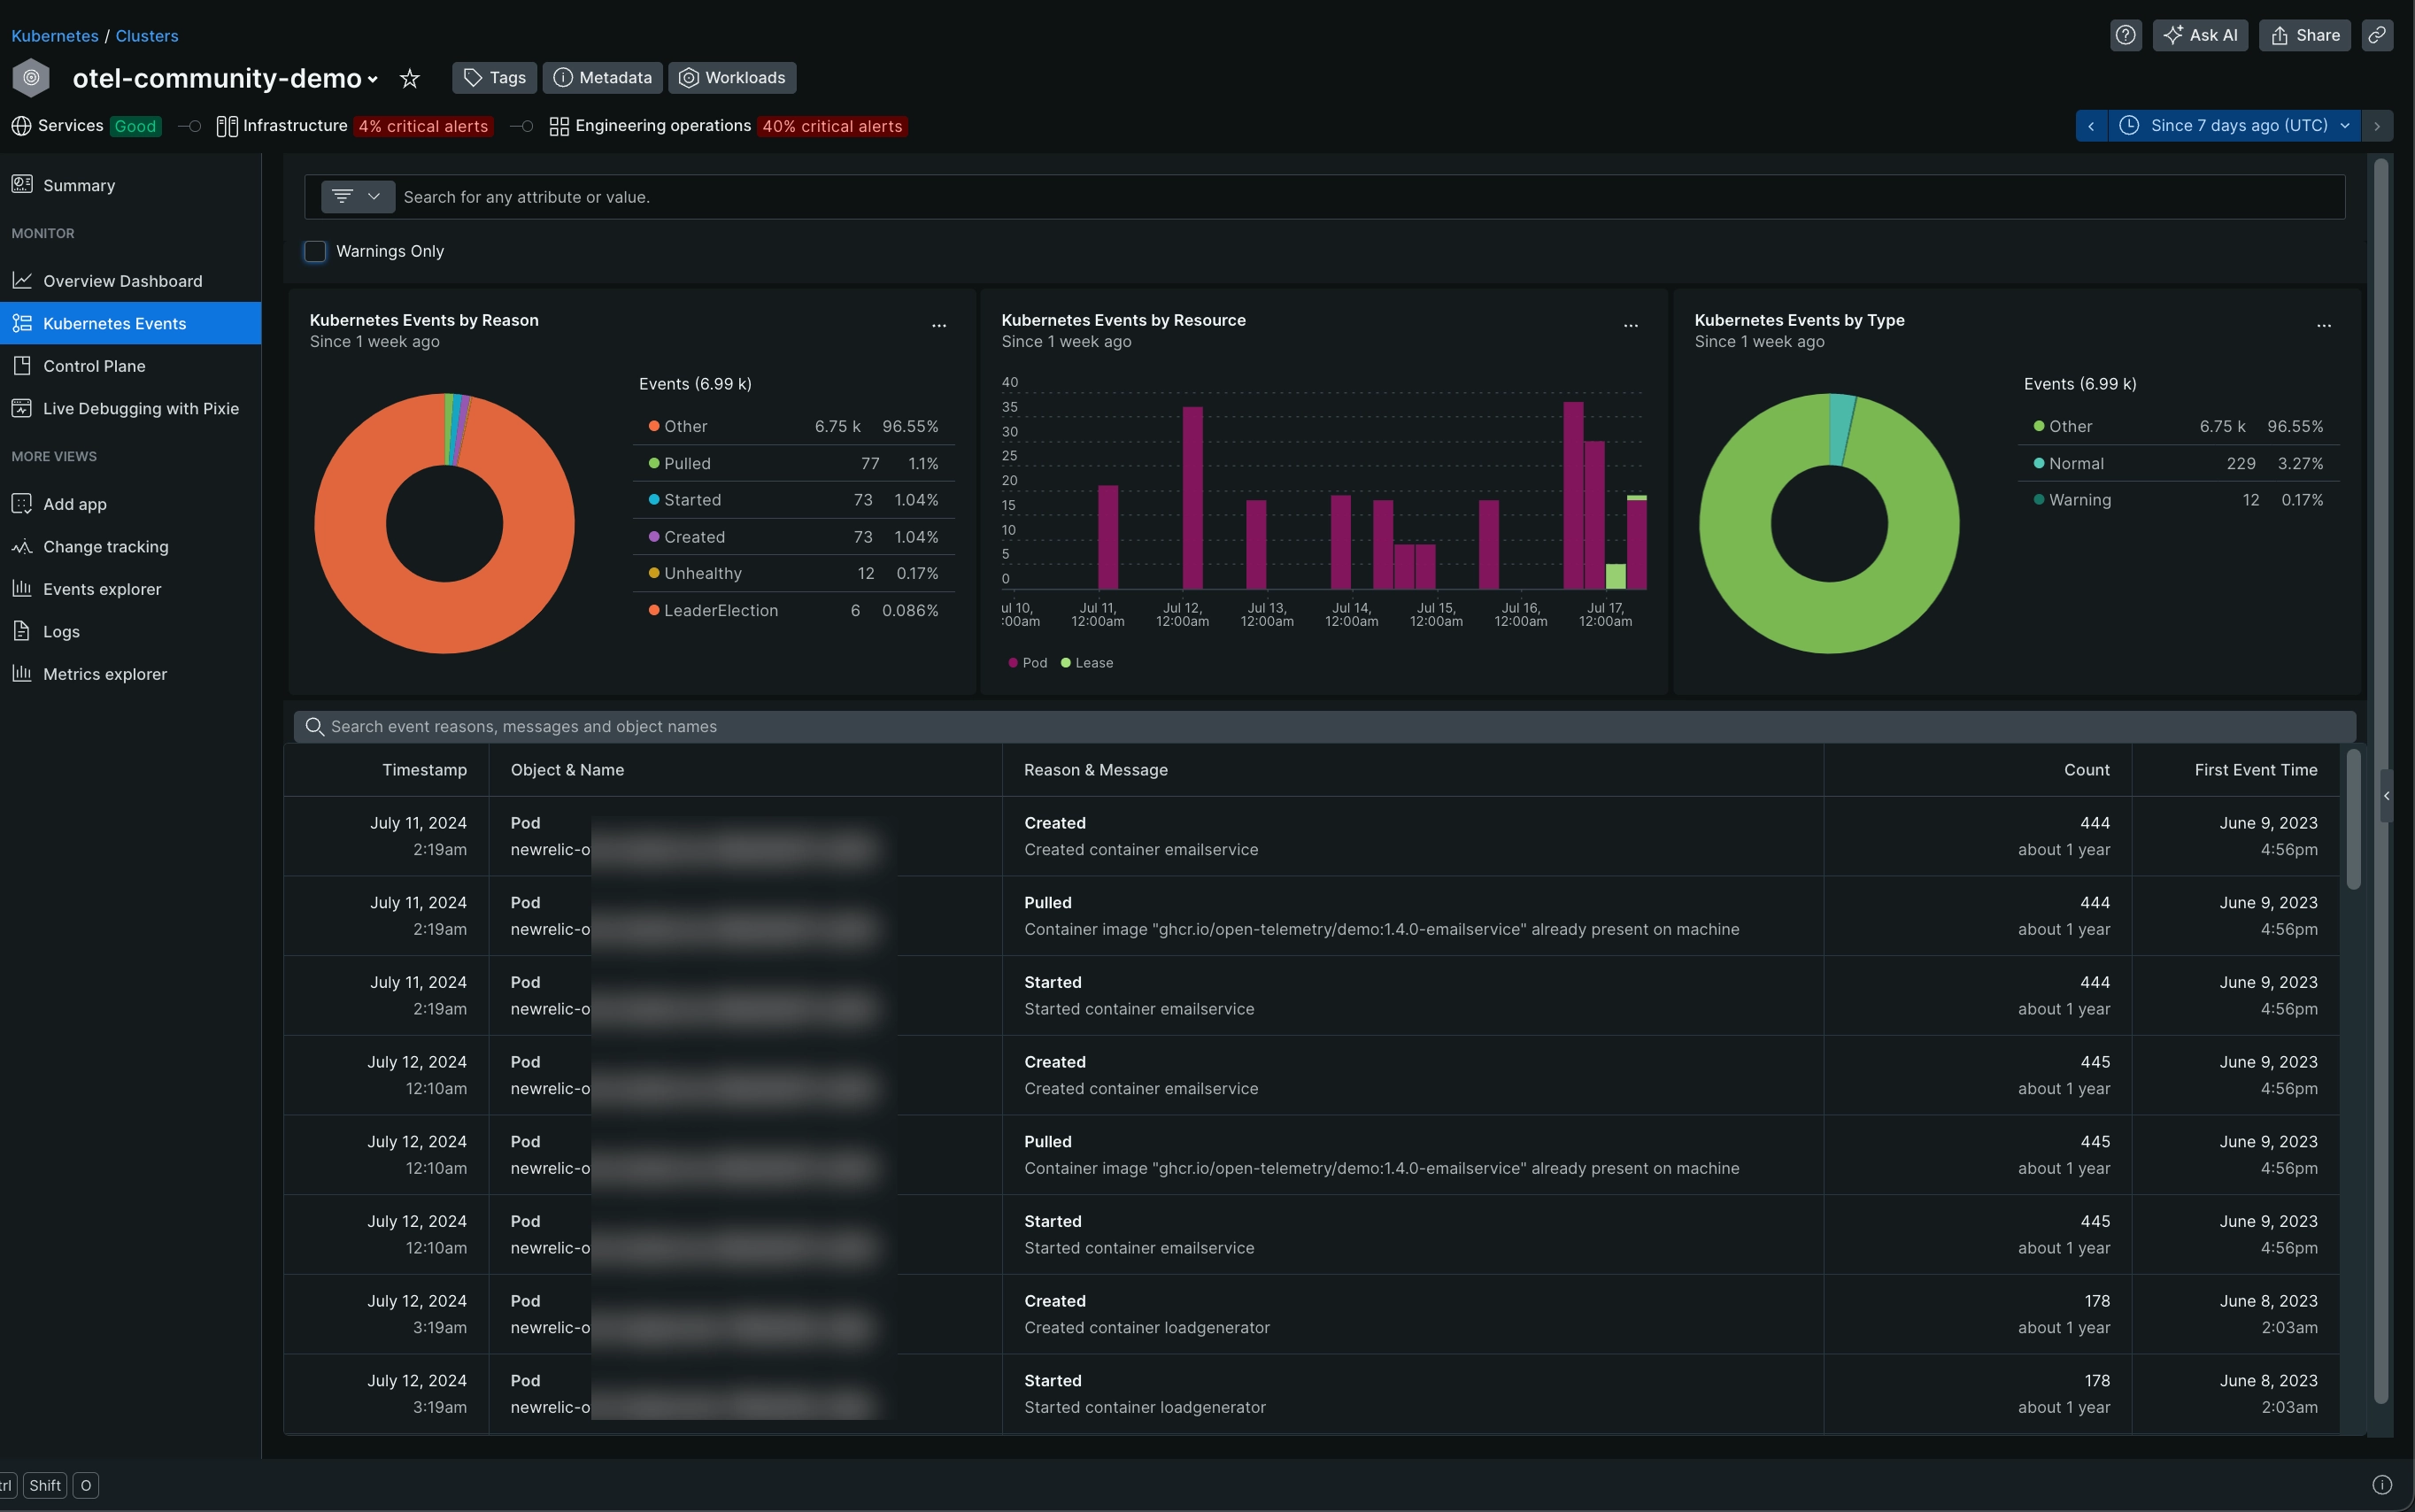 Kubernetes / Clusters
Ask AI
Share
otel-community-demo
Tags
Metadata
Workloads
Services Good
Infrastructure 4% critical alerts
Engineering operations 40% critical alerts
Since 7 days ago (UTC)
Summary
MONITOR
Overview Dashboard
Kubernetes Events
Control Plane
Live Debugging with Pixie
MORE VIEWS
Add app
Change tracking
Events explorer
Logs
Metrics explorer
Search for any attribute or value.
Warnings Only
Kubernetes Events by Reason
Since 1 week ago
Events (6.99 k)
Other 6.75 k 96.55%
Pulled 77 1.1%
Started 73 1.04%
Created 73 1.04%
Unhealthy 12 0.17%
LeaderElection 6 0.086%
Kubernetes Events by Resource
Since 1 week ago
40
35
30
25
20
15
10
5
0
ul 10, Jul 11, Jul 12, Jul 13, Jul 14, Jul 15, Jul 16, Jul 17,
:00am 12:00am 12:00am 12:00am 12:00am 12:00am 12:00am 12:00am
Pod Lease
Kubernetes Events by Type
Since 1 week ago
Events (6.99 k)
Other 6.75 k 96.55%
Normal 229 3.27%
Warning 12 0.17%
Search event reasons, messages and object names
Timestamp Object & Name Reason & Message Count First Event Time
July 11, 2024 Pod Created 444 June 9, 2023
2:19am newrelic-o Created container emailservice about 1 year 4:56pm
July 11, 2024 Pod Pulled 444 June 9, 2023
2:19am newrelic-o Container image "ghcr.io/open-telemetry/demo:1.4.0-emailservice" already present on machine about 1 year 4:56pm
July 11, 2024 Pod Started 444 June 9, 2023
2:19am newrelic-o Started container emailservice about 1 year 4:56pm
July 12, 2024 Pod Created 445 June 9, 2023
12:10am newrelic-o Created container emailservice about 1 year 4:56pm
July 12, 2024 Pod Pulled 445 June 9, 2023
12:10am newrelic-o Container image "ghcr.io/open-telemetry/demo:1.4.0-emailservice" already present on machine about 1 year 4:56pm
July 12, 2024 Pod Started 445 June 9, 2023
12:10am newrelic-o Started container emailservice about 1 year 4:56pm
July 12, 2024 Pod Created 178 June 8, 2023
3:19am newrelic-o Created container loadgenerator about 1 year 2:03am
July 12, 2024 Pod Started 178 June 8, 2023
3:19am newrelic-o Started container loadgenerator about 1 year 2:03am
trl Shift O